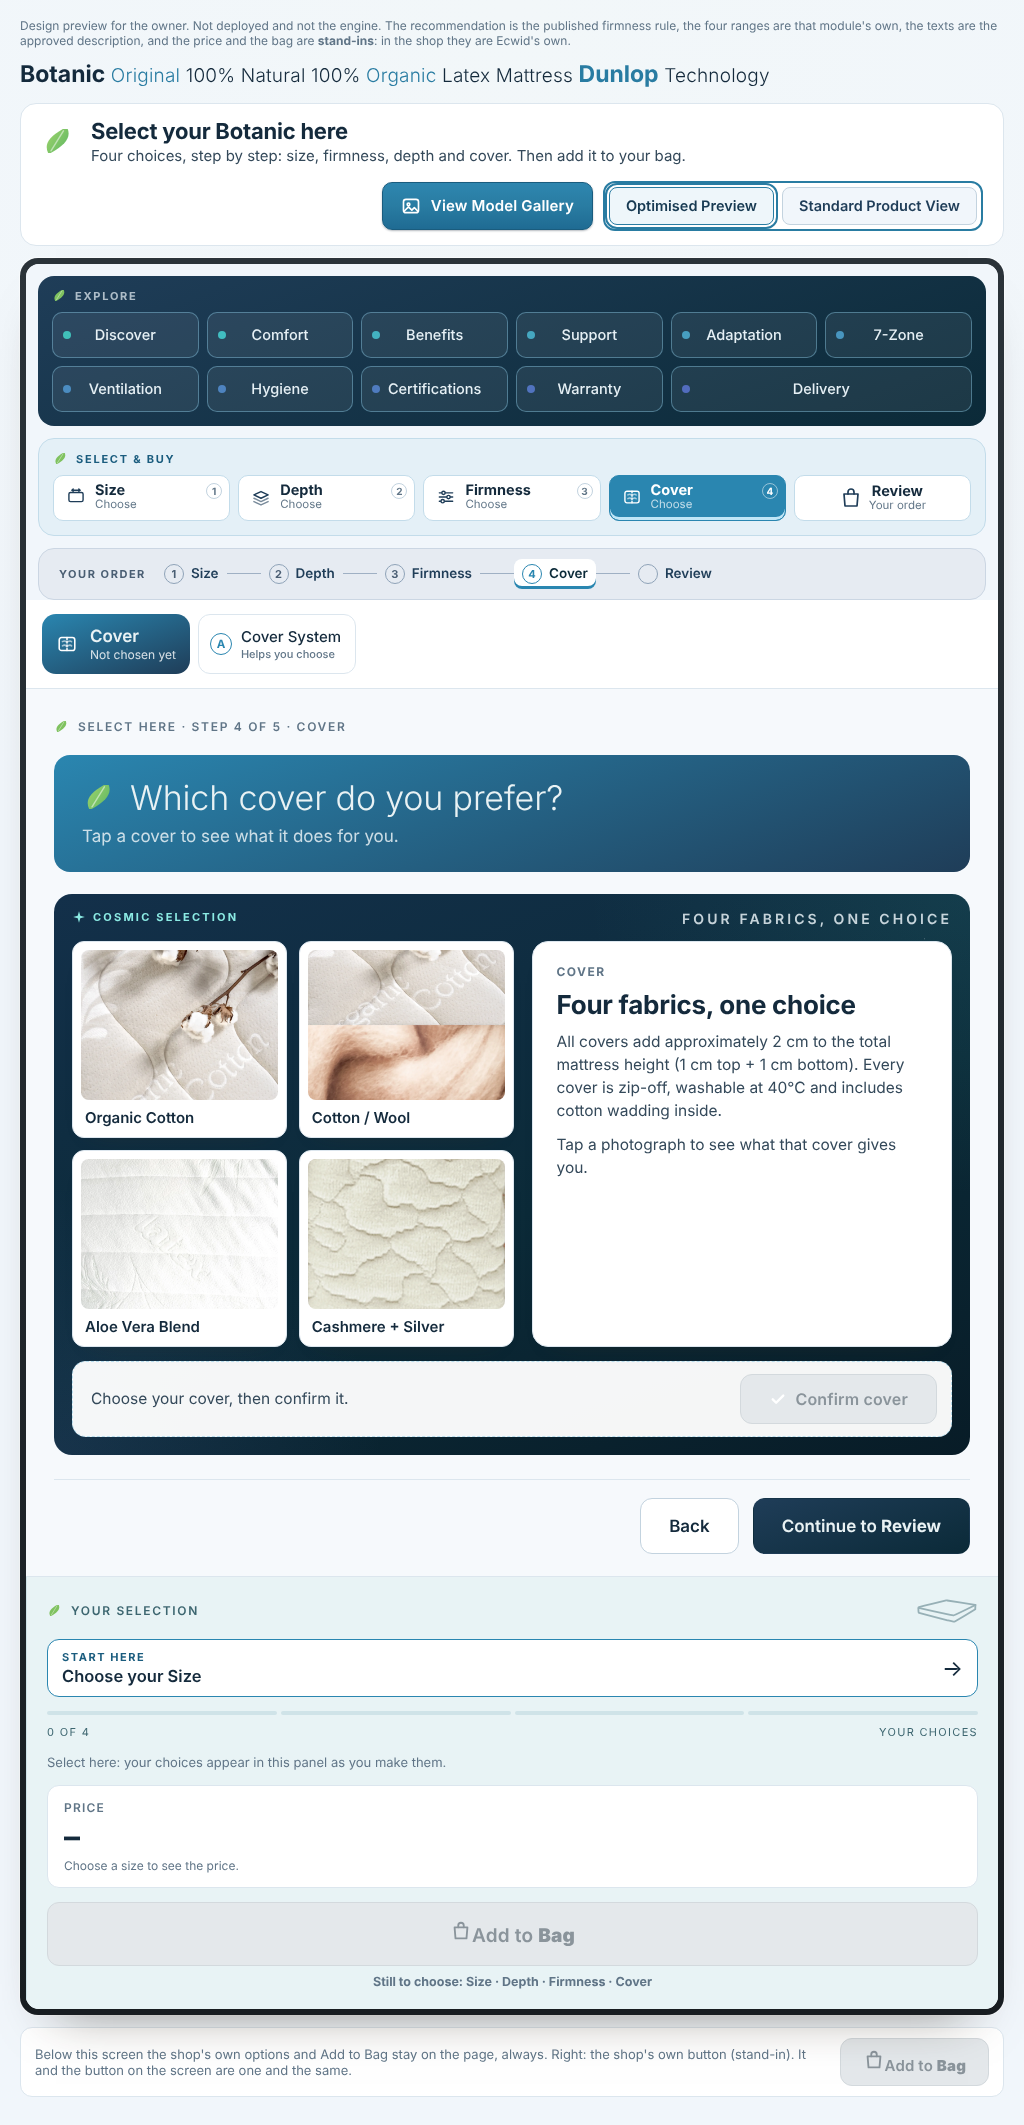 Design preview for the owner. Not deployed and not the engine. The recommendation is the published firmness rule, the four ranges are that module's own, the texts are the
approved description, and the price and the bag are stand-ins: in the shop they are Ecwid's own.
Botanic Original 100% Natural 100% Organic Latex Mattress Dunlop Technology
Select your Botanic here
Four choices, step by step: size, firmness, depth and cover. Then add it to your bag.
View Model Gallery
Optimised Preview
Standard Product View
EXPLORE
Discover
Comfort
Benefits
Support
Adaptation
7-Zone
Ventilation
Hygiene
Certifications
Warranty
Delivery
SELECT & BUY
Size
Choose
1
Depth
Choose
2
Firmness
Choose
3
Cover
Choose
4
Review
Your order
YOUR ORDER
1 Size
2 Depth
3 Firmness
4 Cover
Review
Cover
Not chosen yet
A
Cover System
Helps you choose
SELECT HERE · STEP 4 OF 5 · COVER
Which cover do you prefer?
Tap a cover to see what it does for you.
COSMIC SELECTION
FOUR FABRICS, ONE CHOICE
Cotton
Organic Cotton
Cotton
Cotton / Wool
Aloe Vera Blend
Cashmere + Silver
COVER
Four fabrics, one choice
All covers add approximately 2 cm to the total
mattress height (1 cm top + 1 cm bottom). Every
cover is zip-off, washable at 40°C and includes
cotton wadding inside.
Tap a photograph to see what that cover gives
you.
Choose your cover, then confirm it.
Confirm cover
Back
Continue to Review
YOUR SELECTION
START HERE
Choose your Size
0 OF 4
YOUR CHOICES
Select here: your choices appear in this panel as you make them.
PRICE
–
Choose a size to see the price.
Add to Bag
Still to choose: Size · Depth · Firmness · Cover
Below this screen the shop's own options and Add to Bag stay on the page, always. Right: the shop's own button (stand-in). It
and the button on the screen are one and the same.
Add to Bag